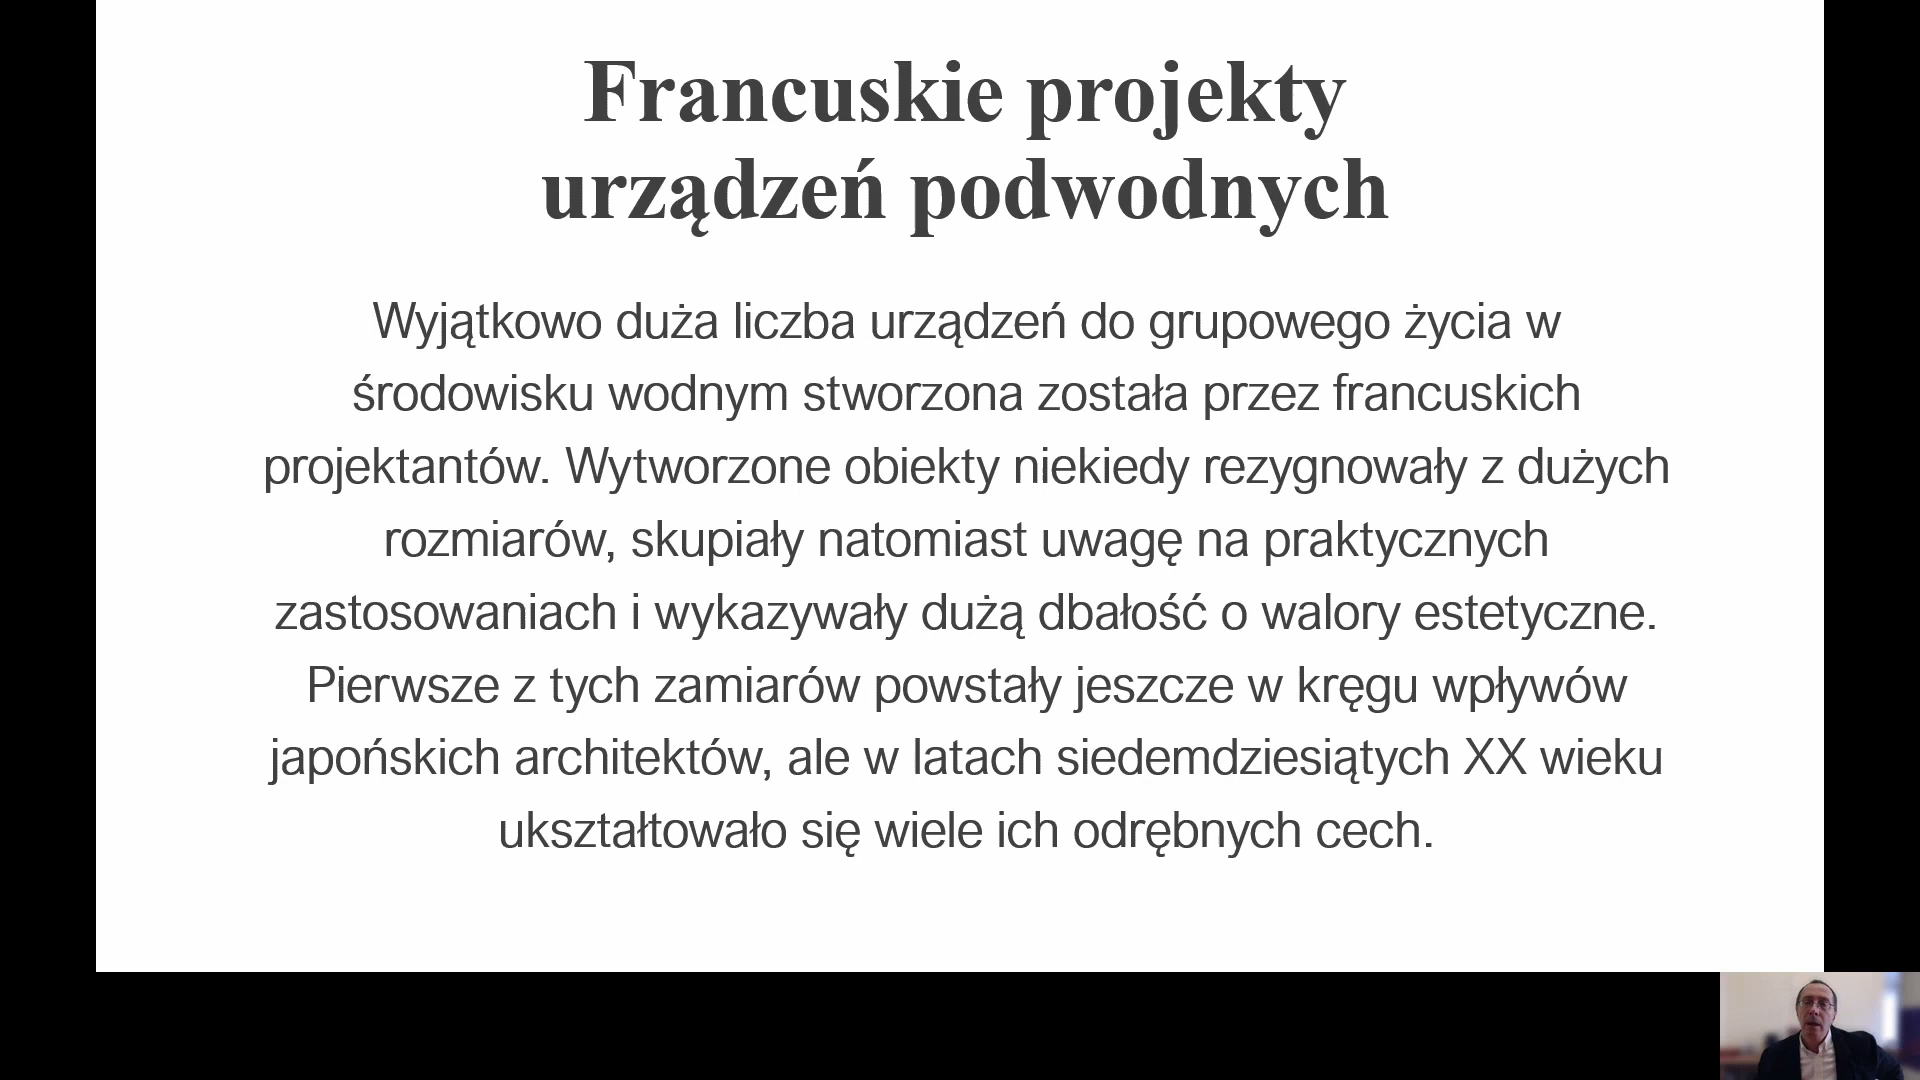 Francuskie projekty
urządzeń podwodnych
Wyjątkowo duża liczba urządzeń do grupowego życia w
środowisku wodnym stworzona została przez francuskich
projektantów. Wytworzone obiekty niekiedy rezygnowały z dużych
rozmiarów, skupiały natomiast uwagę na praktycznych
zastosowaniach i wykazywały dużą dbałość o walory estetyczne.
Pierwsze z tych zamiarów powstały jeszcze w kręgu wpływów
japońskich architektów, ale w latach siedemdziesiątych XX wieku
ukształtowało się wiele ich odrębnych cech.